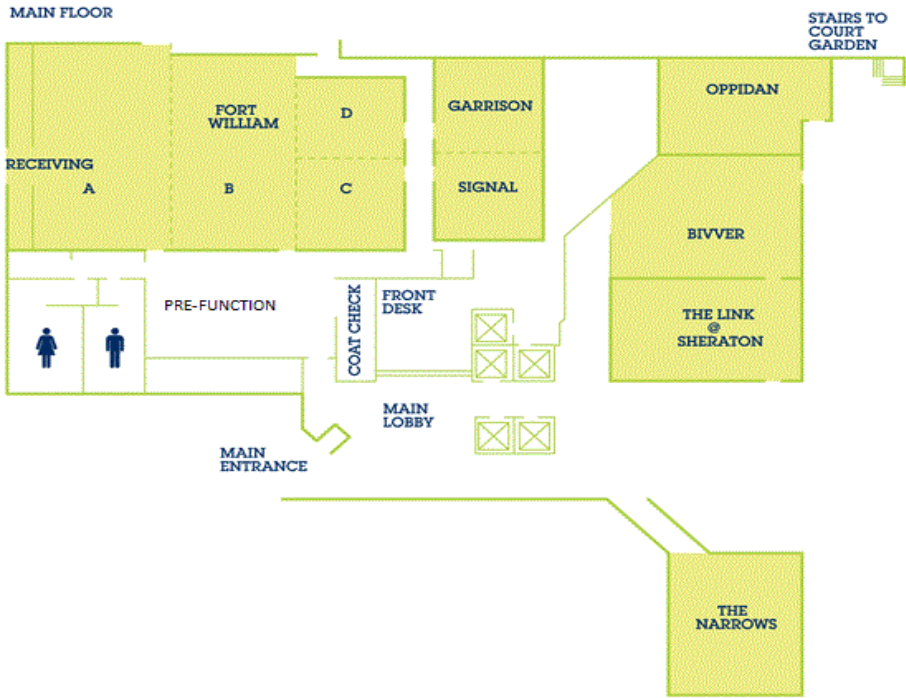 MAIN FLOOR
STAIRS TO
COURT
GARDEN
OPPIDAN
GARRISON
FORT
WILLIAM
D
RECEIVING
A
B
C
SIGNAL
BIVVER
PRE-FUNCTION
COAT CHECK
FRONT
DESK
THE LINK
@
SHERATON
MAIN
LOBBY
MAIN
ENTRANCE
THE
NARROWS